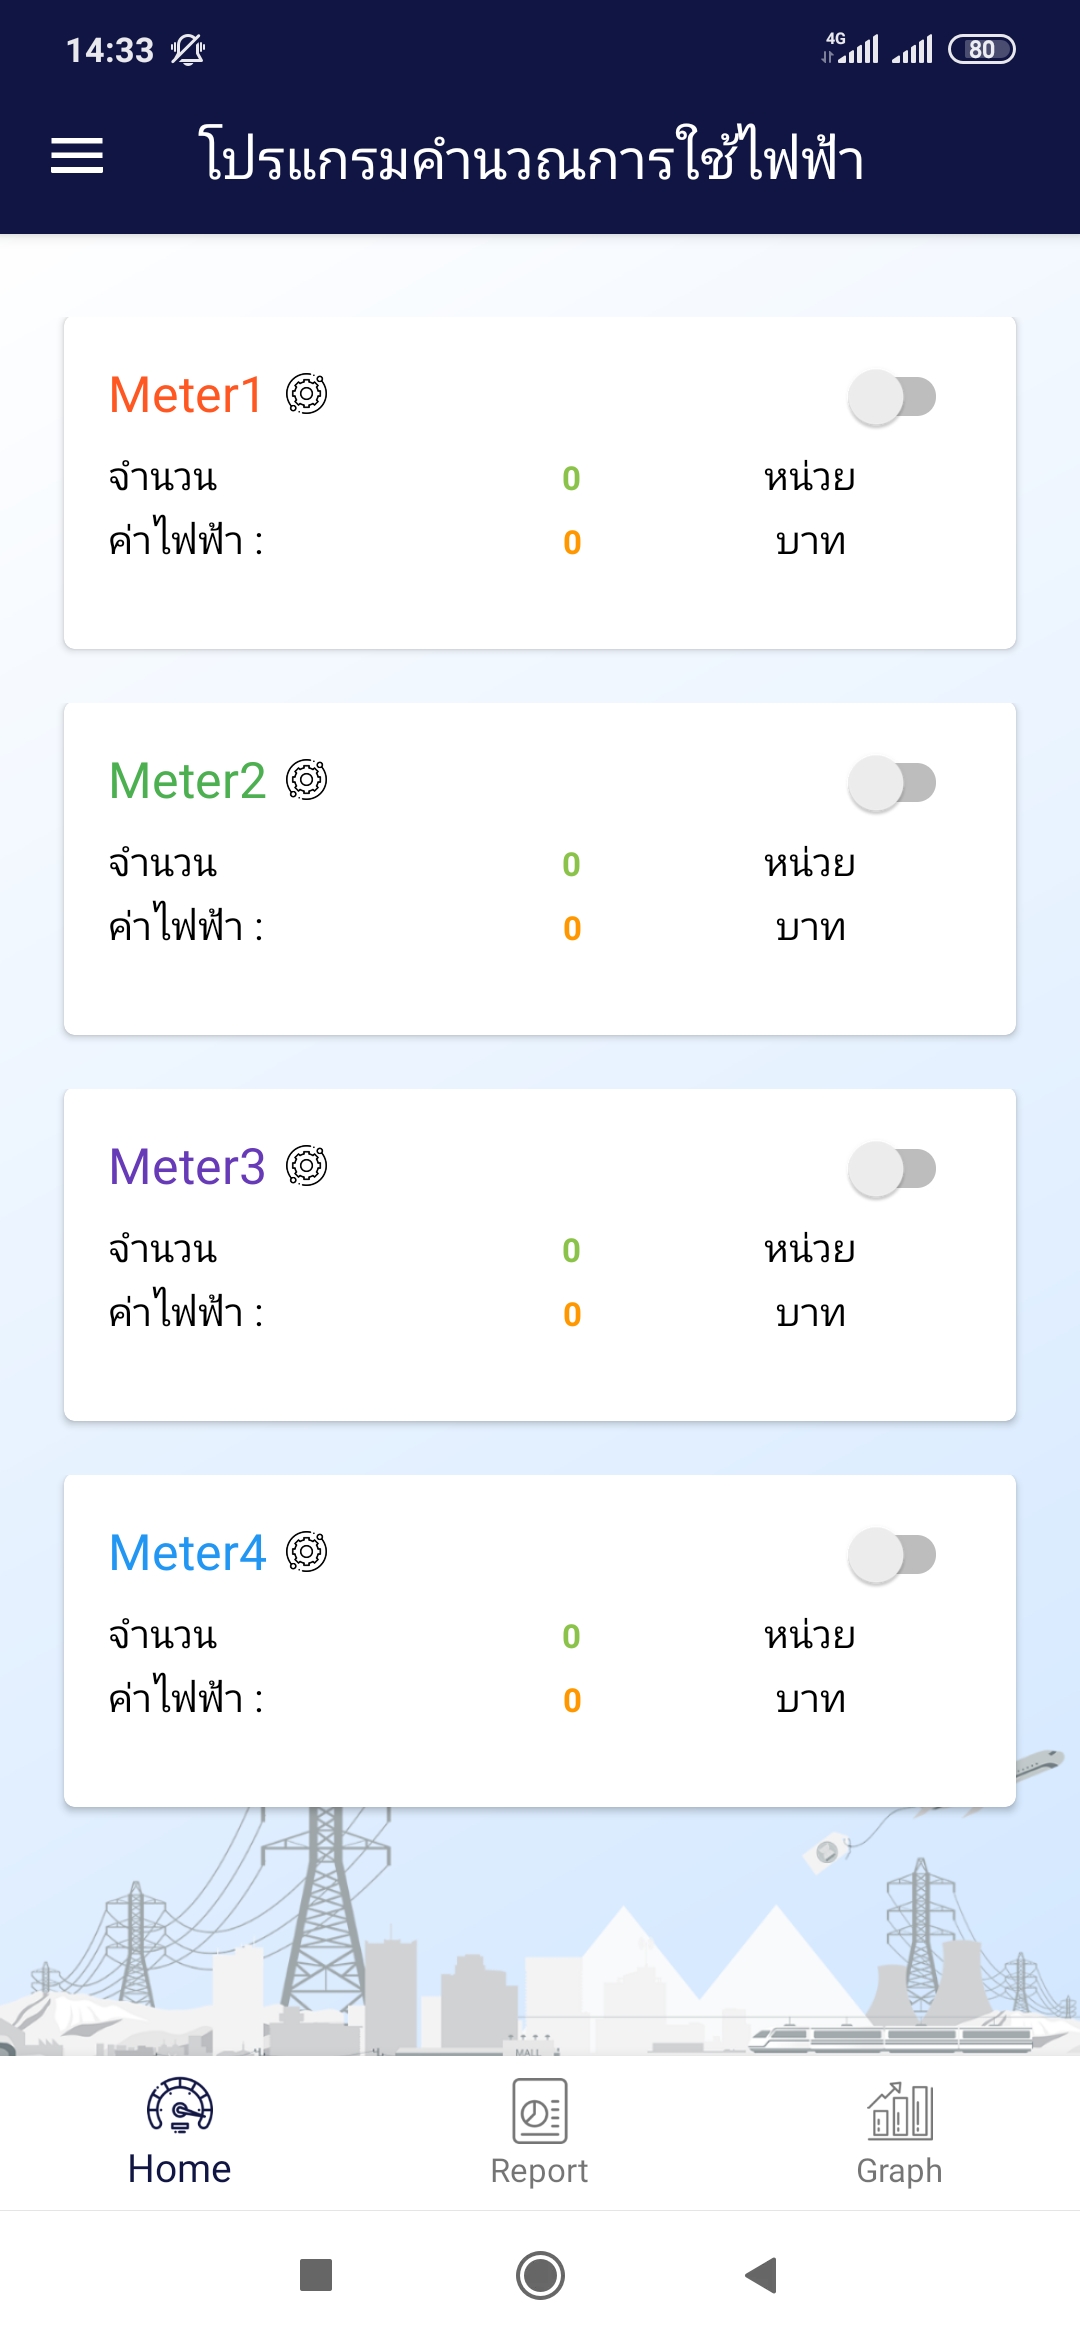 14:33
4G
80
โปรแกรมคำนวณการใช้ไฟฟ้า
Meter1
จำนวน 0 หน่วย
ค่าไฟฟ้า : 0 บาท
Meter2
จำนวน 0 หน่วย
ค่าไฟฟ้า : 0 บาท
Meter3
จำนวน 0 หน่วย
ค่าไฟฟ้า : 0 บาท
Meter4
จำนวน 0 หน่วย
ค่าไฟฟ้า : 0 บาท
MALL
Home
Report
Graph